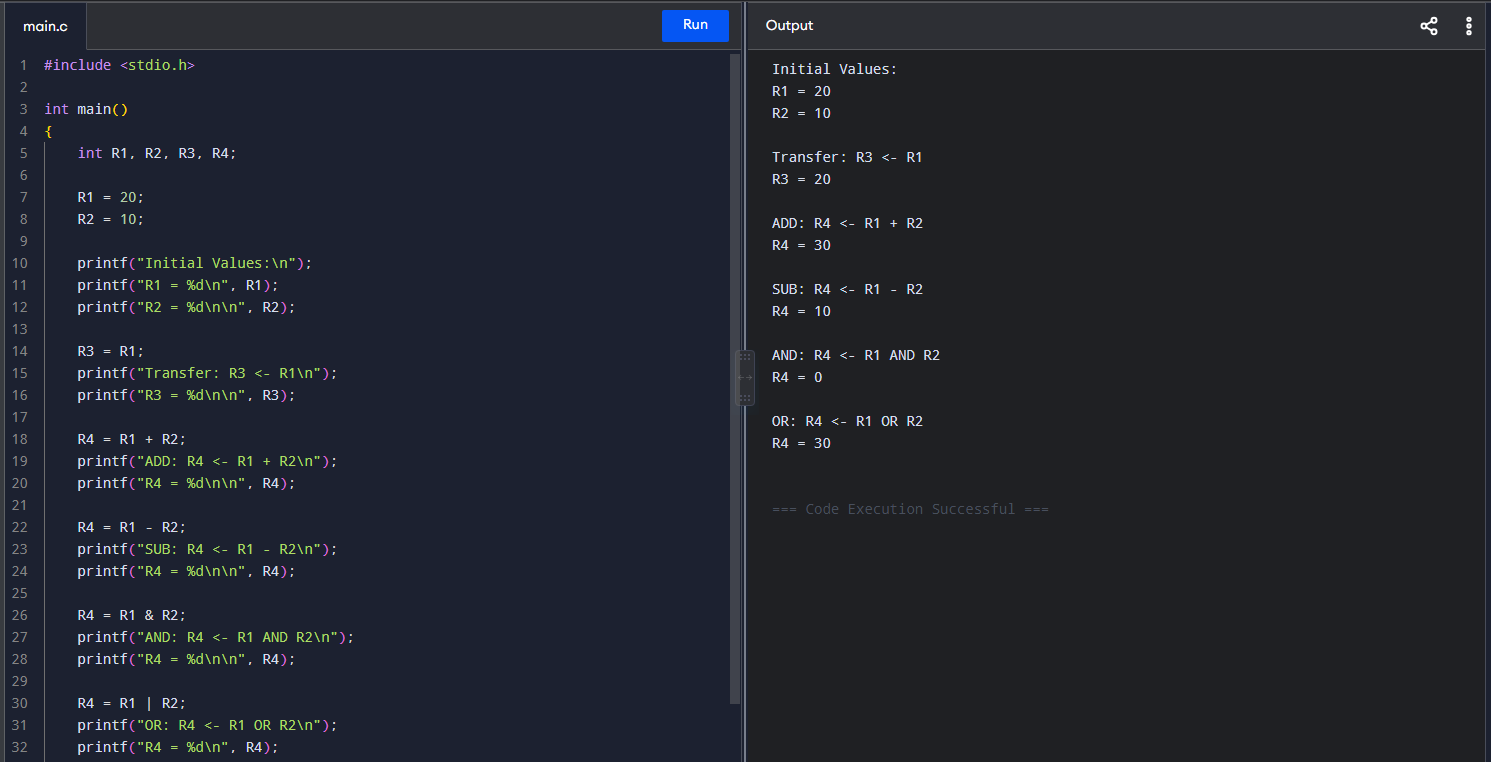 main.c
Run
1 #include <stdio.h>
2
3 int main()
4 {
5     int R1, R2, R3, R4;
6
7     R1 = 20;
8     R2 = 10;
9
10     printf("Initial Values:\n");
11     printf("R1 = %d\n", R1);
12     printf("R2 = %d\n\n", R2);
13
14     R3 = R1;
15     printf("Transfer: R3 <- R1\n");
16     printf("R3 = %d\n\n", R3);
17
18     R4 = R1 + R2;
19     printf("ADD: R4 <- R1 + R2\n");
20     printf("R4 = %d\n\n", R4);
21
22     R4 = R1 - R2;
23     printf("SUB: R4 <- R1 - R2\n");
24     printf("R4 = %d\n\n", R4);
25
26     R4 = R1 & R2;
27     printf("AND: R4 <- R1 AND R2\n");
28     printf("R4 = %d\n\n", R4);
29
30     R4 = R1 | R2;
31     printf("OR: R4 <- R1 OR R2\n");
32     printf("R4 = %d\n", R4);
Output
Initial Values:
R1 = 20
R2 = 10
Transfer: R3 <- R1
R3 = 20
ADD: R4 <- R1 + R2
R4 = 30
SUB: R4 <- R1 - R2
R4 = 10
AND: R4 <- R1 AND R2
R4 = 0
OR: R4 <- R1 OR R2
R4 = 30
=== Code Execution Successful ===